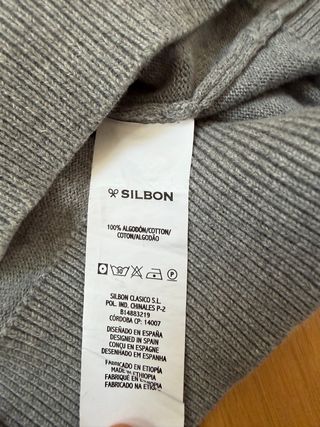 SILBON
100% ALGODÓN/COTTON/
COTON/ALGODÃO
SILBON CLASICO S.L.
POL. IND. CHINALES P-2
B14883219
CÓRDOBA CP: 14007
DISEÑADO EN ESPAÑA
DESIGNED IN SPAIN
CONÇU EN ESPAGNE
DESENHADO EM ESPANHA
FABRICADO EN ETIOPÍA
MADE IN ETHIOPIA
FABRIQUÉ EN
FABRICADO NA